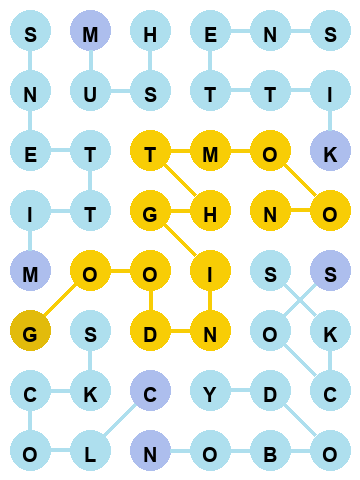 S M H E N S
N U S T T I
E T T M O K
I T G H N O
M O O I S S
G S D N O K
C K C Y D C
O L N O B O